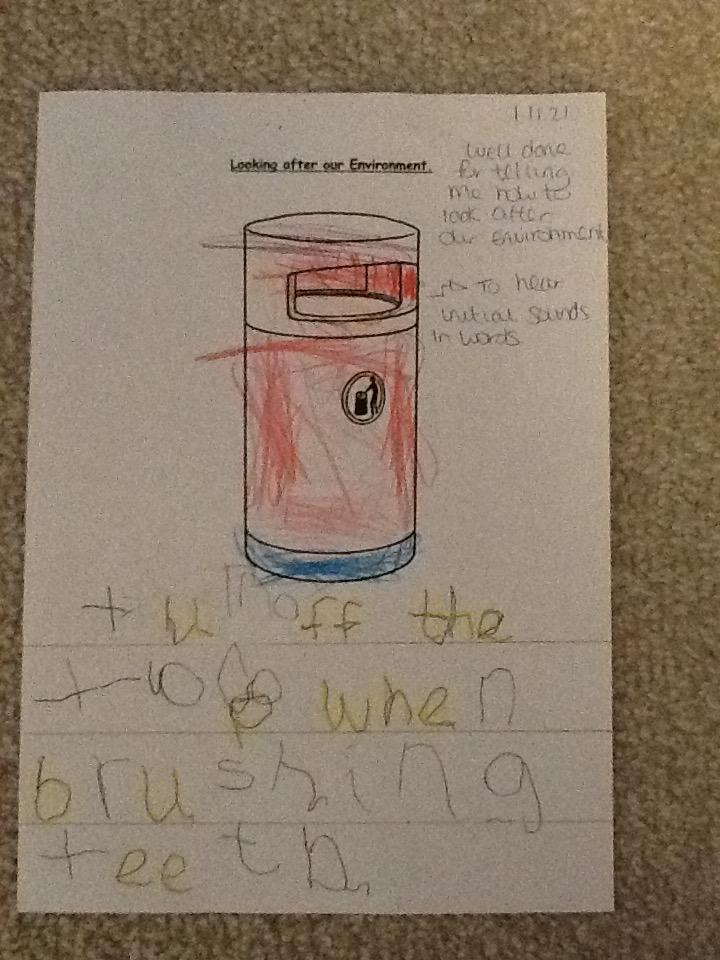 1 11 21
Looking after our Environment.
Well done
for telling
me how to
look after
our environment
→ To hear
initial sounds
in words
off the
when
brushing
teeth